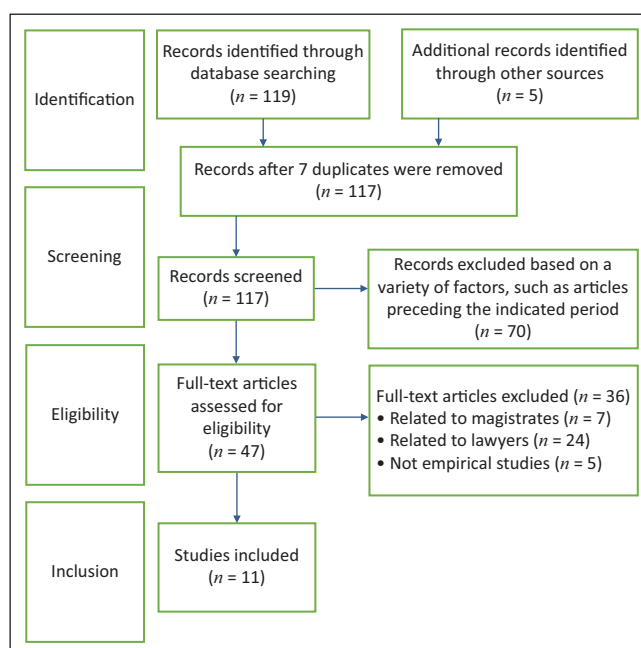 Identification
Records identified through
database searching
(n = 119)
Additional records identified
through other sources
(n = 5)
Records after 7 duplicates were removed
(n = 117)
Screening
Records screened
(n = 117)
Records excluded based on a
variety of factors, such as articles
preceding the indicated period
(n = 70)
Eligibility
Full-text articles
assessed for
eligibility
(n = 47)
Full-text articles excluded (n = 36)
• Related to magistrates (n = 7)
• Related to lawyers (n = 24)
• Not empirical studies (n = 5)
Inclusion
Studies included
(n = 11)